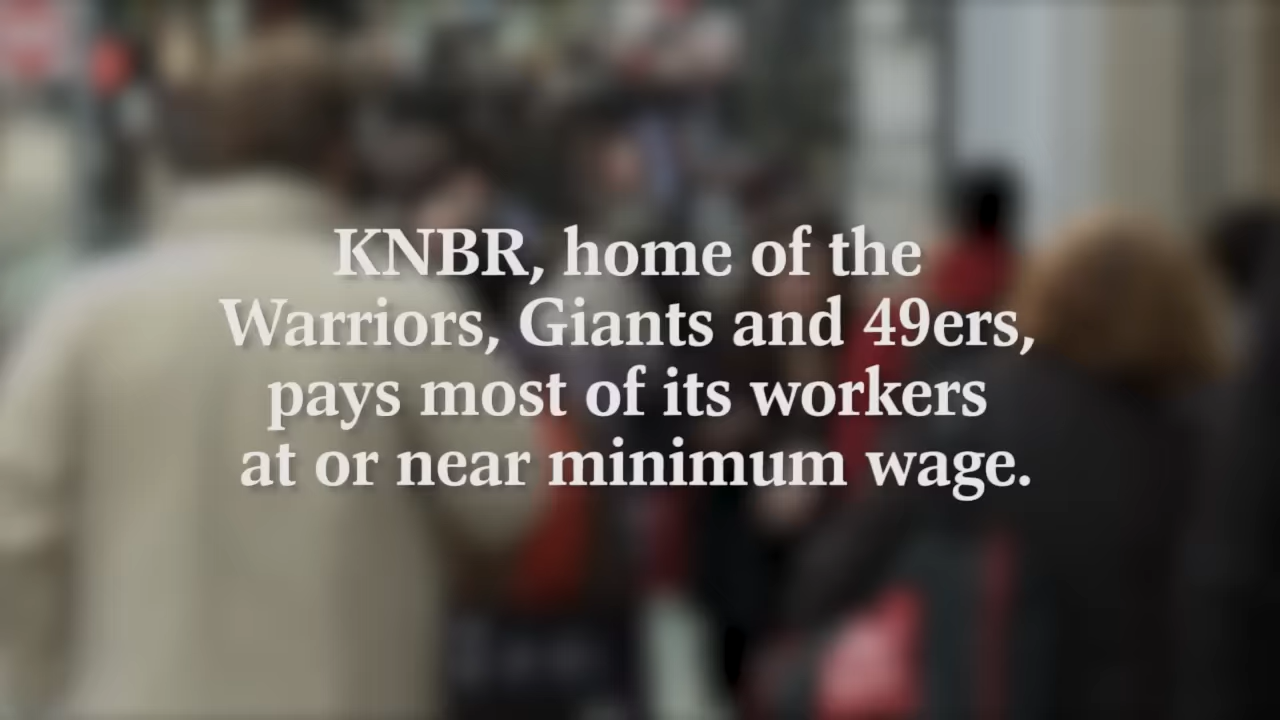 KNBR, home of the
Warriors, Giants and 49ers,
pays most of its workers
at or near minimum wage.